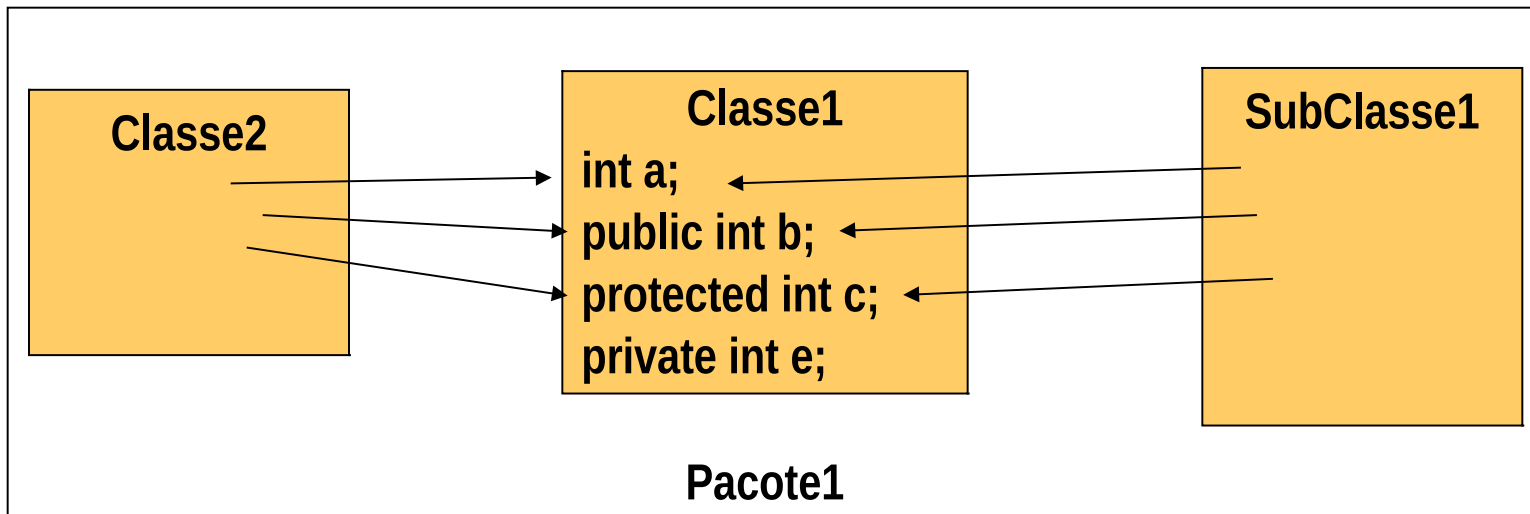 Classe2
Classe1
int a;
public int b;
protected int c;
private int e;
SubClasse1
Pacote1